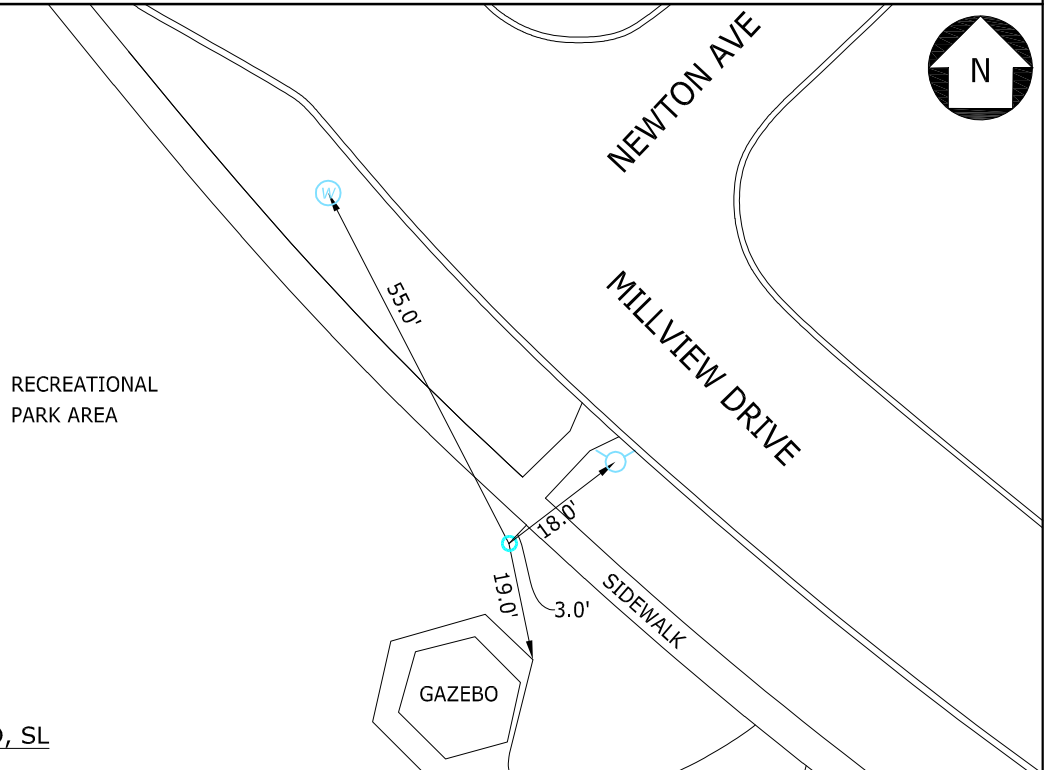 NEWTON AVE
N
W
55.0'
MILLVIEW DRIVE
RECREATIONAL
PARK AREA
18.0'
19.0'
3.0'
SIDEWALK
GAZEBO
, SL